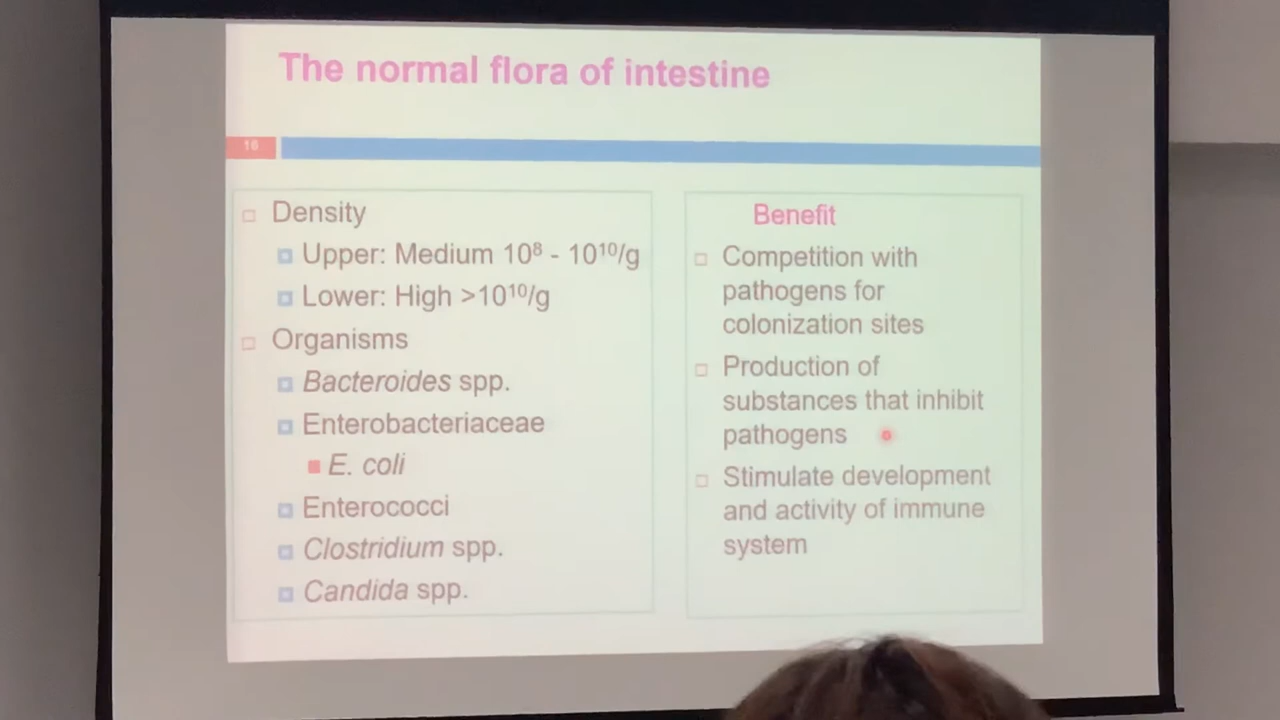 The normal flora of intestine
16
Density
Upper: Medium 10⁸ - 10¹⁰/g
Lower: High >10¹⁰/g
Organisms
Bacteroides spp.
Enterobacteriaceae
E. coli
Enterococci
Clostridium spp.
Candida spp.
Benefit
Competition with
pathogens for
colonization sites
Production of
substances that inhibit
pathogens
Stimulate development
and activity of immune
system